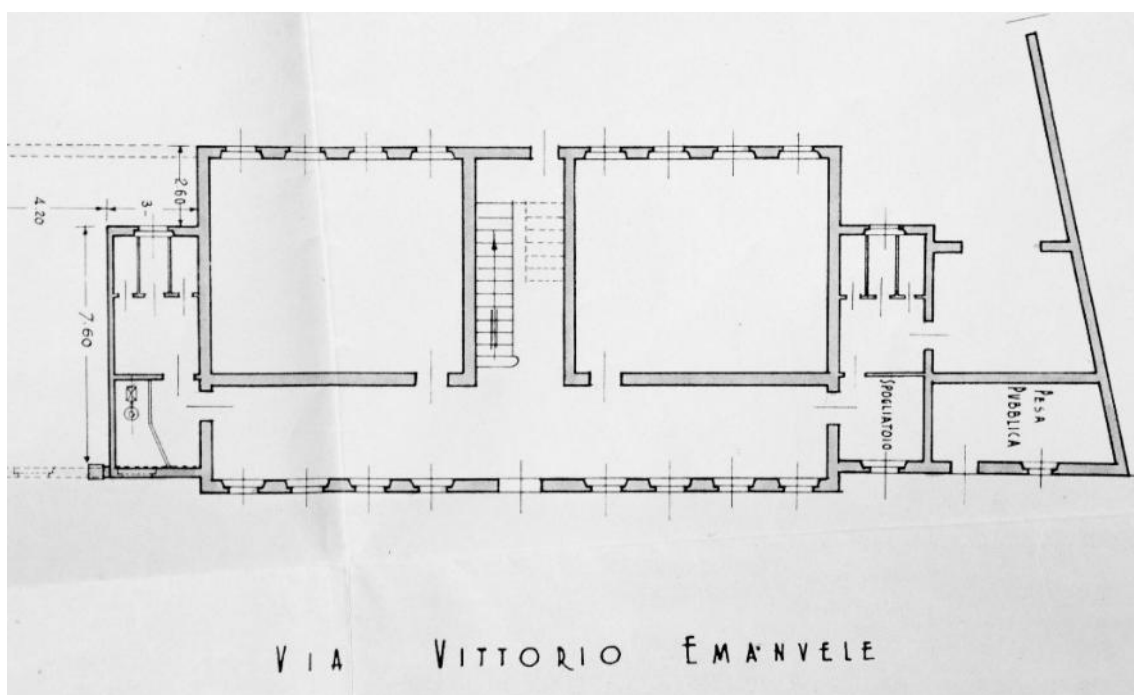 2.60
3-
4.20
7.60
SPOGLIATOIO
PESA
PUBBLICA
VIA VITTORIO EMANVELE